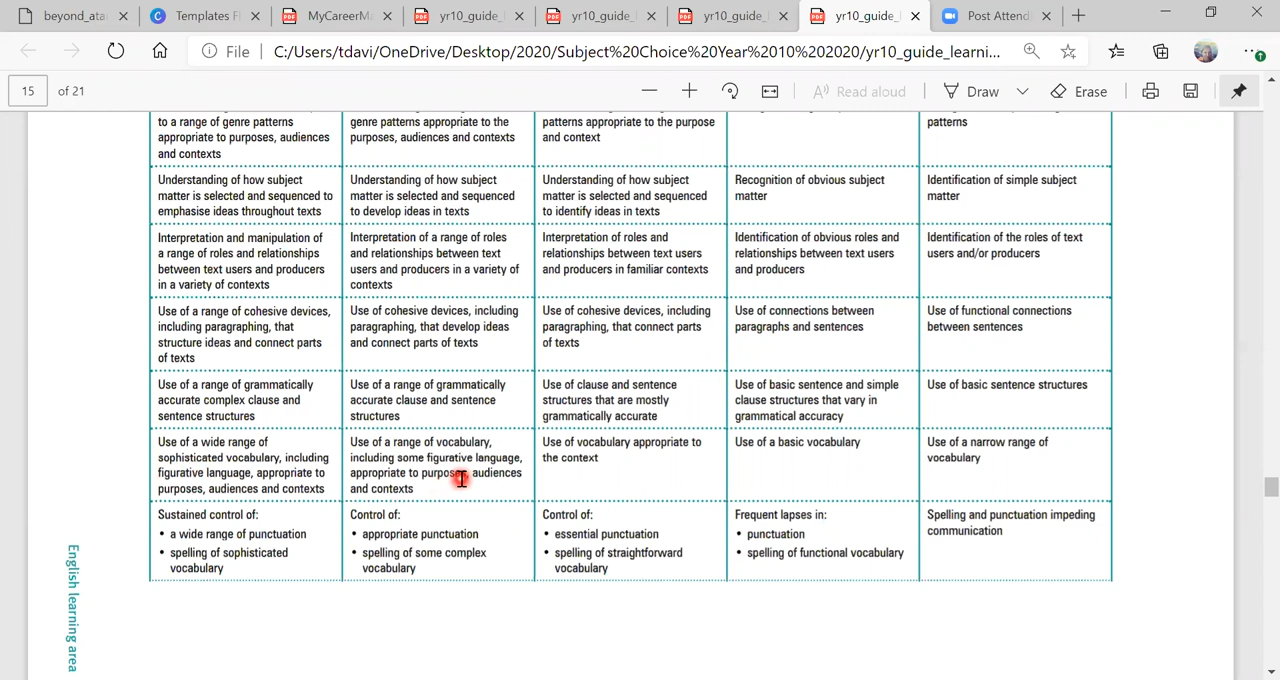 beyond_ata
Templates F
MyCareerM
yr10_guide_
yr10_guide_
yr10_guide_
yr10_guide_
Post Attend
File
C:/Users/tdavi/OneDrive/Desktop/2020/Subject%20Choice%20Year%2010%202020/yr10_guide_learni...
15 of 21
Read aloud
Draw
Erase
to a range of genre patterns
appropriate to purposes, audiences
and contexts
genre patterns appropriate to the
purposes, audiences and contexts
patterns appropriate to the purpose
and context
patterns
Understanding of how subject
matter is selected and sequenced to
emphasise ideas throughout texts
Understanding of how subject
matter is selected and sequenced
to develop ideas in texts
Understanding of how subject
matter is selected and sequenced
to identify ideas in texts
Recognition of obvious subject
matter
Identification of simple subject
matter
Interpretation and manipulation of
a range of roles and relationships
between text users and producers
in a variety of contexts
Interpretation of a range of roles
and relationships between text
users and producers in a variety of
contexts
Interpretation of roles and
relationships between text users
and producers in familiar contexts
Identification of obvious roles and
relationships between text users
and producers
Identification of the roles of text
users and/or producers
Use of a range of cohesive devices,
including paragraphing, that
structure ideas and connect parts
of texts
Use of cohesive devices, including
paragraphing, that develop ideas
and connect parts of texts
Use of cohesive devices, including
paragraphing, that connect parts
of texts
Use of connections between
paragraphs and sentences
Use of functional connections
between sentences
Use of a range of grammatically
accurate complex clause and
sentence structures
Use of a range of grammatically
accurate clause and sentence
structures
Use of clause and sentence
structures that are mostly
grammatically accurate
Use of basic sentence and simple
clause structures that vary in
grammatical accuracy
Use of basic sentence structures
Use of a wide range of
sophisticated vocabulary, including
figurative language, appropriate to
purposes, audiences and contexts
Use of a range of vocabulary,
including some figurative language,
appropriate to purposes, audiences
and contexts
Use of vocabulary appropriate to
the context
Use of a basic vocabulary
Use of a narrow range of
vocabulary
Sustained control of:
• a wide range of punctuation
• spelling of sophisticated
vocabulary
Control of:
• appropriate punctuation
• spelling of some complex
vocabulary
Control of:
• essential punctuation
• spelling of straightforward
vocabulary
Frequent lapses in:
• punctuation
• spelling of functional vocabulary
Spelling and punctuation impeding
communication
English learning area